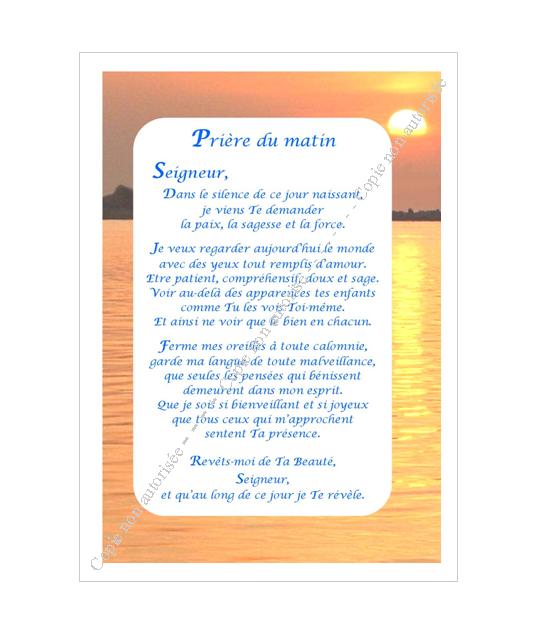 Prière du matin
Seigneur,
Dans le silence de ce jour naissant,
je viens Te demander
la paix, la sagesse et la force.
Je veux regarder aujourd'hui le monde
avec des yeux tout remplis d'amour.
Etre patient, compréhensif, doux et sage.
Voir au-delà des apparences tes enfants
comme Tu les vois Toi-même.
Et ainsi ne voir que le bien en chacun.
Ferme mes oreilles à toute calomnie,
garde ma langue de toute malveillance,
que seules les pensées qui bénissent
demeurent dans mon esprit.
Que je sois si bienveillant et si joyeux
que tous ceux qui m'approchent
sentent Ta présence.
Revêts-moi de Ta Beauté,
Seigneur,
et qu'au long de ce jour je Te révèle.
Copie non autorisée - - - - Copie non autorisée - - - - - - - Copie non autorisée